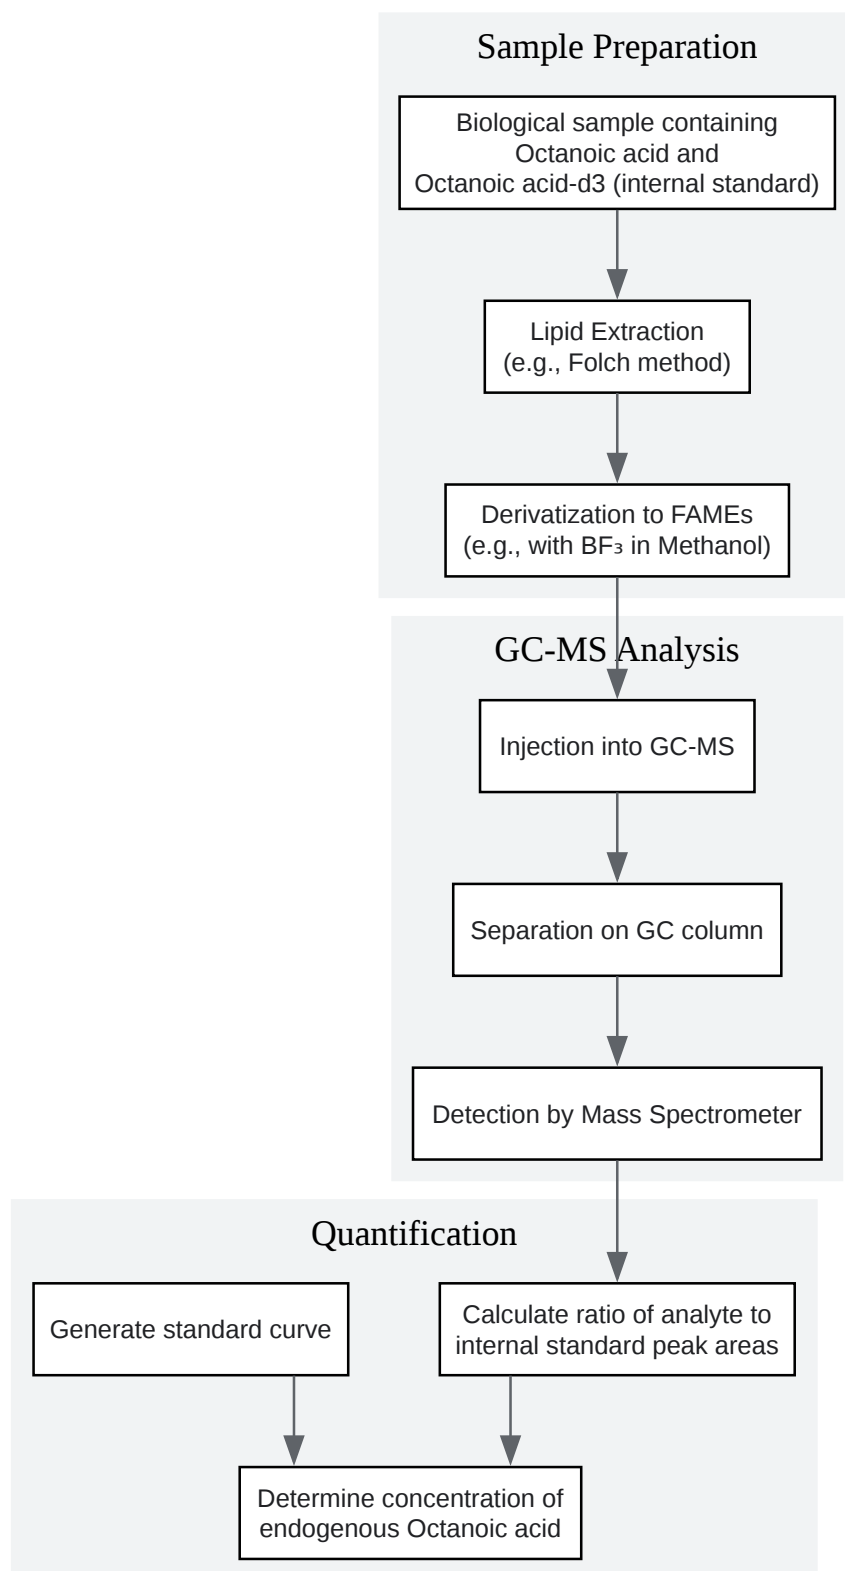 Sample Preparation
Biological sample containing
Octanoic acid and
Octanoic acid-d3 (internal standard)
Lipid Extraction
(e.g., Folch method)
Derivatization to FAMEs
(e.g., with BF₃ in Methanol)
GC-MS Analysis
Injection into GC-MS
Separation on GC column
Detection by Mass Spectrometer
Quantification
Generate standard curve
Calculate ratio of analyte to
internal standard peak areas
Determine concentration of
endogenous Octanoic acid